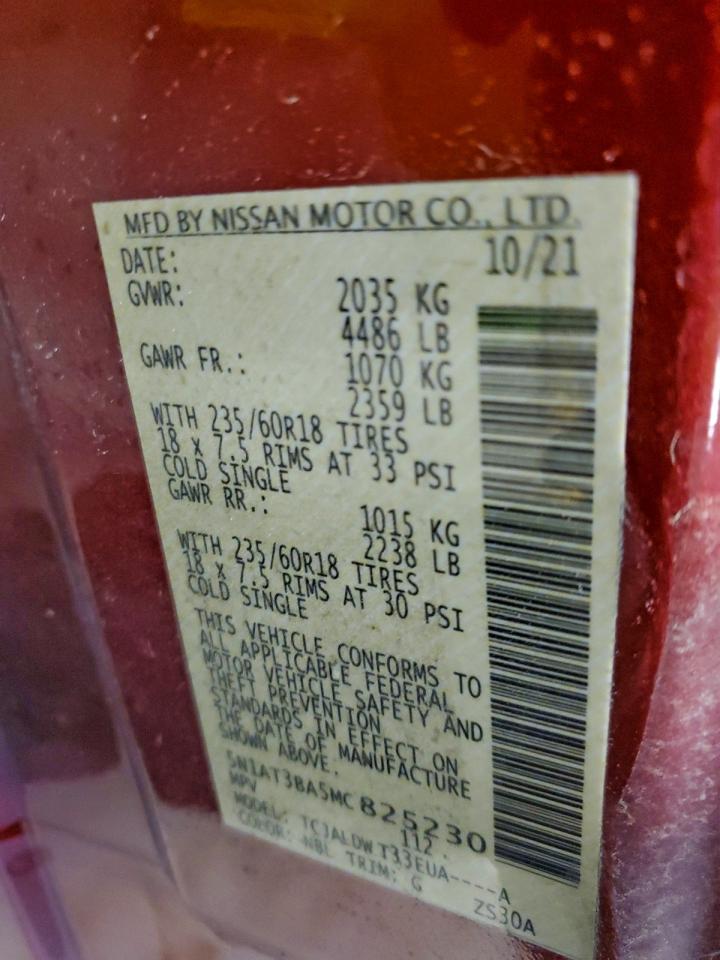 MFD BY NISSAN MOTOR CO., LTD.
DATE: 10/21
GVWR: 2035 KG
4486 LB
GAWR FR.: 1070 KG
2359 LB
WITH 235/60R18 TIRES
18 x 7.5 RIMS AT 33 PSI
COLD SINGLE
GAWR RR.: 1015 KG
2238 LB
WITH 235/60R18 TIRES
18 x 7.5 RIMS AT 30 PSI
COLD SINGLE
THIS VEHICLE CONFORMS TO
ALL APPLICABLE FEDERAL
MOTOR VEHICLE SAFETY AND
THEFT PREVENTION
STANDARDS IN EFFECT ON
THE DATE OF MANUFACTURE
SHOWN ABOVE.
5N1AT3BA5MC825230
MPV 112
MODEL: TCJALDWT33EUA----A
COLOR: NBL TRIM: G ZS30A